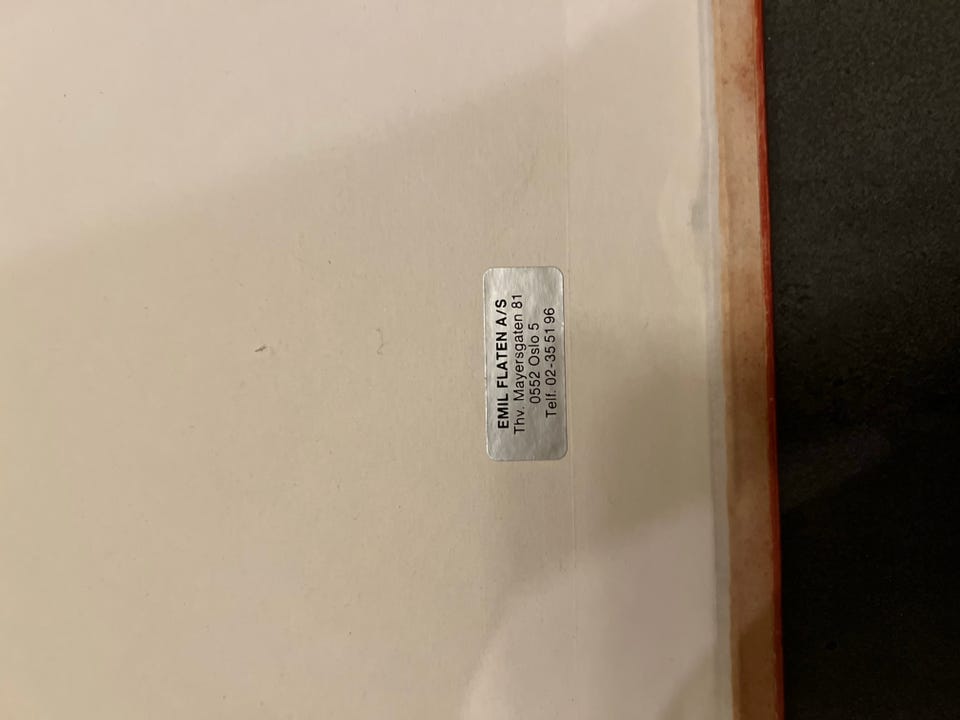 EMIL FLATEN A/S
Thv. Mayersgaten 81
0552 Oslo 5
Telf. 02-35 51 96